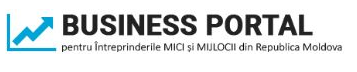 BUSINESS PORTAL
pentru Întreprinderile MICI și MIJLOCII din Republica Moldova